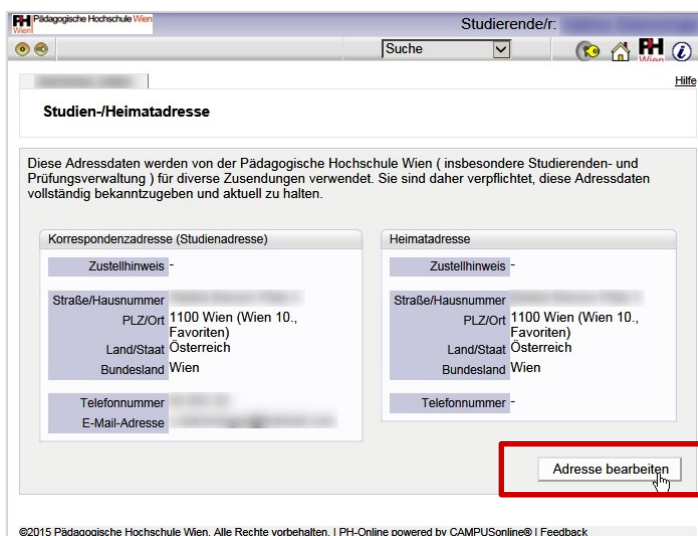 PH Wien
Pädagogische Hochschule Wien
Studierende/r:
Suche
PH Wien
Hilfe
Studien-/Heimatadresse
Diese Adressdaten werden von der Pädagogische Hochschule Wien ( insbesondere Studierenden- und
Prüfungsverwaltung ) für diverse Zusendungen verwendet. Sie sind daher verpflichtet, diese Adressdaten
vollständig bekanntzugeben und aktuell zu halten.
Korrespondenzadresse (Studienadresse)
Zustellhinweis -
Straße/Hausnummer
PLZ/Ort 1100 Wien (Wien 10.,
Favoriten)
Land/Staat Österreich
Bundesland Wien
Telefonnummer
E-Mail-Adresse
Heimatadresse
Zustellhinweis -
Straße/Hausnummer
PLZ/Ort 1100 Wien (Wien 10.,
Favoriten)
Land/Staat Österreich
Bundesland Wien
Telefonnummer -
Adresse bearbeiten
©2015 Pädagogische Hochschule Wien. Alle Rechte vorbehalten. | PH-Online powered by CAMPUSonline® | Feedback